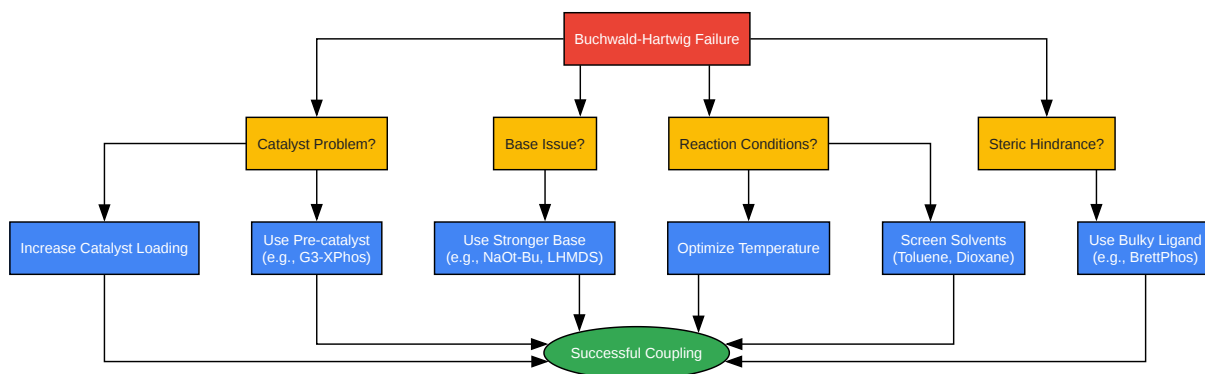 Buchwald-Hartwig Failure
Catalyst Problem?
Base Issue?
Reaction Conditions?
Steric Hindrance?
Increase Catalyst Loading
Use Pre-catalyst
(e.g., G3-XPhos)
Use Stronger Base
(e.g., NaOt-Bu, LHMDS)
Optimize Temperature
Screen Solvents
(Toluene, Dioxane)
Use Bulky Ligand
(e.g., BrettPhos)
Successful Coupling